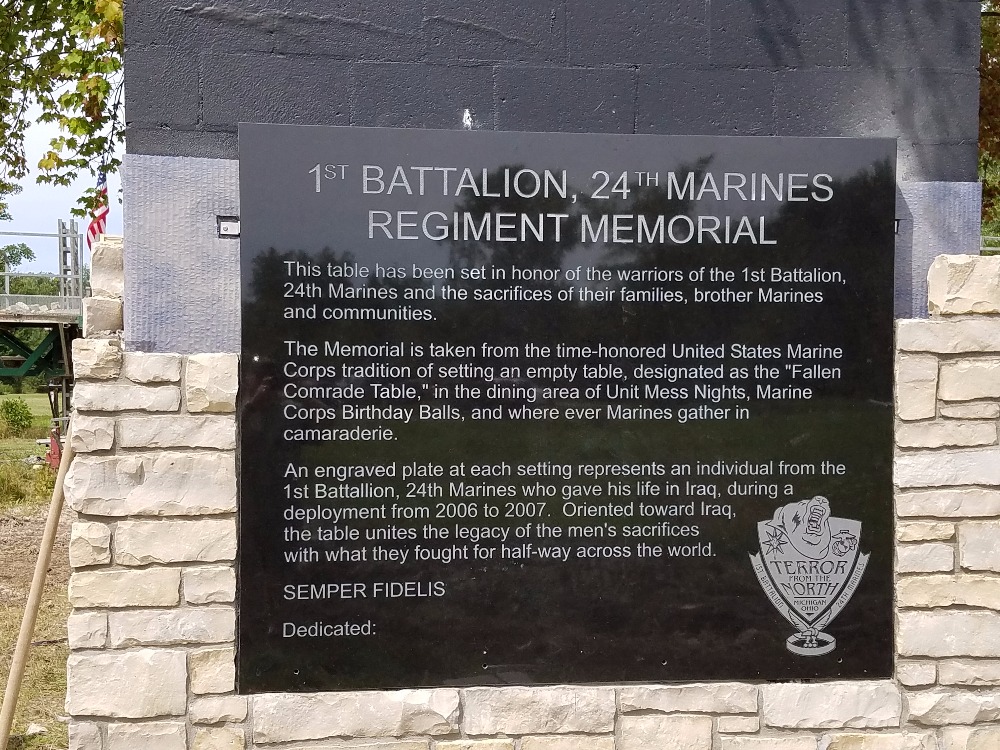 1ST BATTALION, 24TH MARINES
REGIMENT MEMORIAL
This table has been set in honor of the warriors of the 1st Battalion,
24th Marines and the sacrifices of their families, brother Marines
and communities.
The Memorial is taken from the time-honored United States Marine
Corps tradition of setting an empty table, designated as the "Fallen
Comrade Table," in the dining area of Unit Mess Nights, Marine
Corps Birthday Balls, and where ever Marines gather in
camaraderie.
An engraved plate at each setting represents an individual from the
1st Battallion, 24th Marines who gave his life in Iraq, during a
deployment from 2006 to 2007. Oriented toward Iraq,
the table unites the legacy of the men's sacrifices
with what they fought for half-way across the world.
SEMPER FIDELIS
Dedicated:
TERROR
FROM THE
NORTH
MICHIGAN
OHIO
1ST BATTALION
24TH MARINES